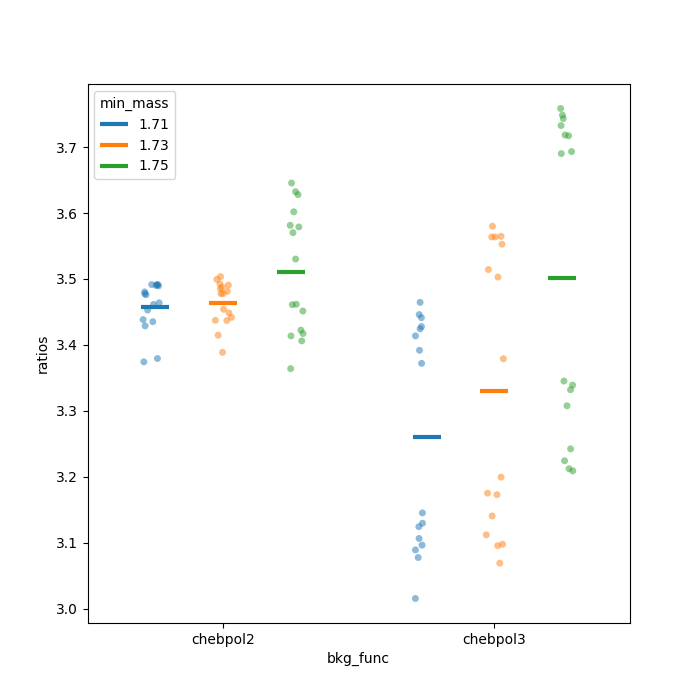 min_mass
1.71
1.73
1.75
3.7
3.6
3.5
3.4
3.3
3.2
3.1
3.0
ratios
chebpol2
chebpol3
bkg_func